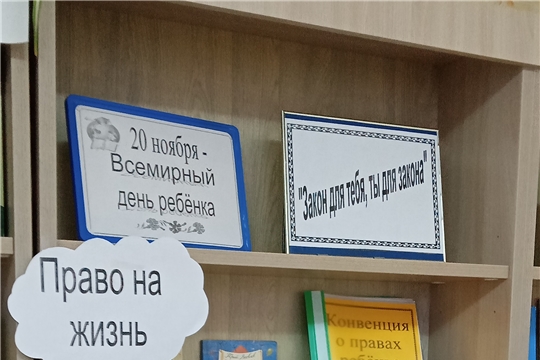 20 ноября -
Всемирный
день ребёнка
"Закон для тебя, ты для закона"
Право на
жизнь
Конвенция
о правах